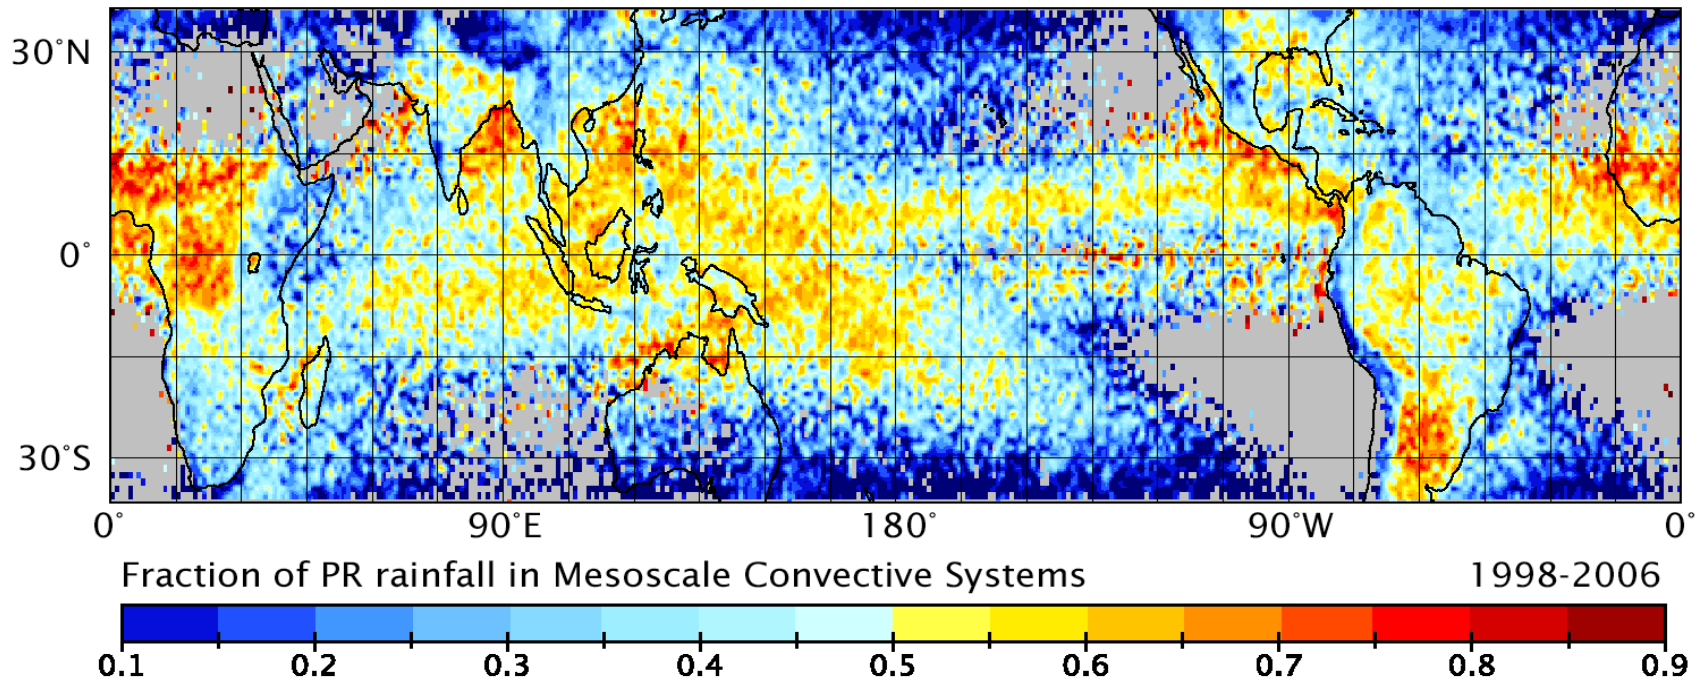 30°N
0°
30°S
0° 90°E 180° 90°W 0°
Fraction of PR rainfall in Mesoscale Convective Systems 1998-2006
0.1 0.2 0.3 0.4 0.5 0.6 0.7 0.8 0.9